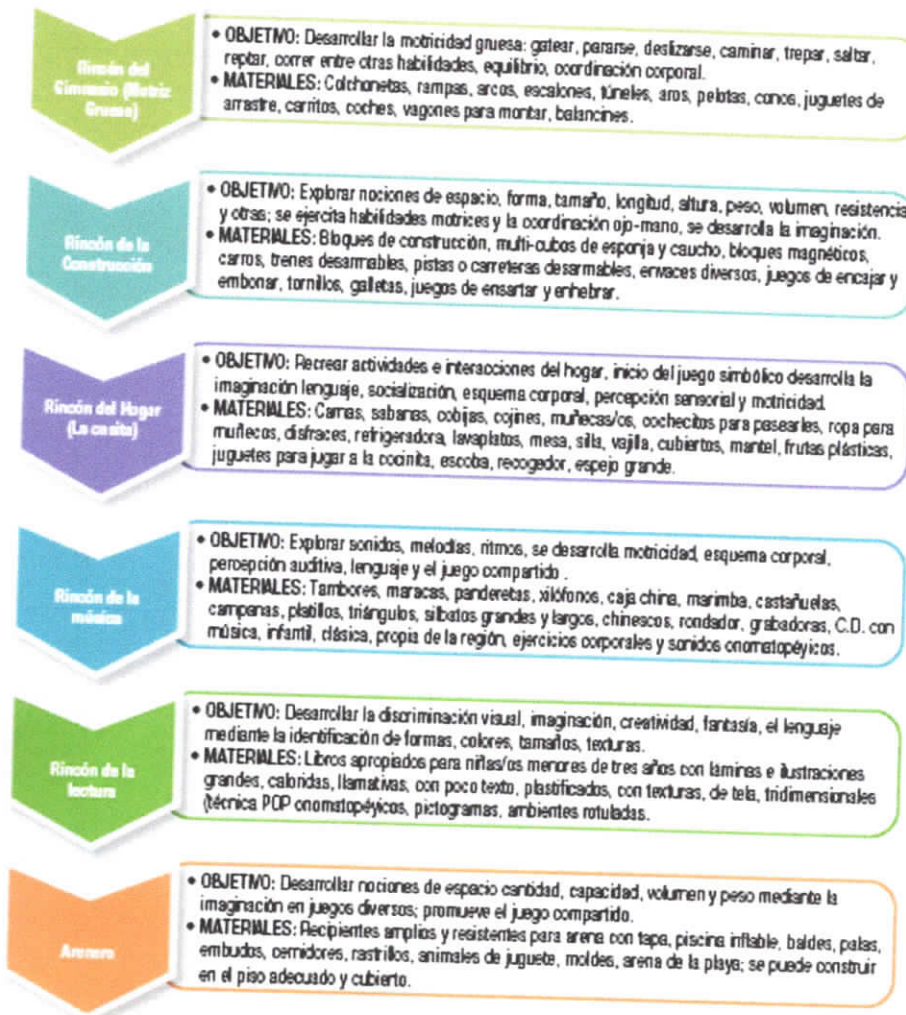 Rincón del
Gimnasio (Motriz
Gruesa)
• OBJETIVO: Desarrollar la motricidad gruesa: gatear, pararse, deslizarse, caminar, trepar, saltar,
reptar, correr entre otras habilidades, equilibrio, coordinación corporal.
• MATERIALES: Colchonetas, rampas, arcos, escalones, túneles, aros, pelotas, conos, juguetes de
arrastre, carritos, coches, vagones para montar, balancines.
Rincón de la
Construcción
• OBJETIVO: Explorar nociones de espacio, forma, tamaño, longitud, altura, peso, volumen, resistencia
y otras; se ejercita habilidades motrices y la coordinación ojo-mano, se desarrolla la imaginación.
• MATERIALES: Bloques de construcción, multi-cubos de esponja y caucho, bloques magnéticos,
carros, trenes desarmables, pistas o carreteras desarmables, envaces diversos, juegos de encajar y
embonar, tornillos, galletas, juegos de ensartar y enhebrar.
Rincón del Hogar
(La casita)
• OBJETIVO: Recrear actividades e interacciones del hogar, inicio del juego simbólico desarrolla la
imaginación lenguaje, socialización, esquema corporal, percepción sensorial y motricidad.
• MATERIALES: Camas, sabanas, cobijas, cojines, muñecas/os, cochecitos para pasearles, ropa para
muñecos, disfraces, refrigeradora, lavaplatos, mesa, silla, vajilla, cubiertos, mantel, frutas plásticas,
juguetes para jugar a la cocinita, escoba, recogedor, espejo grande.
Rincón de la
música
• OBJETIVO: Explorar sonidos, melodías, ritmos, se desarrolla motricidad, esquema corporal,
percepción auditiva, lenguaje y el juego compartido .
• MATERIALES: Tambores, maracas, panderetas, xilófonos, caja china, marimba, castañuelas,
campanas, platillos, triángulos, silbatos grandes y largos, chinescos, rondador, grabadoras, C.D. con
música, infantil, clásica, propia de la región, ejercicios corporales y sonidos onomatopéyicos.
Rincón de la
lectura
• OBJETIVO: Desarrollar la discriminación visual, imaginación, creatividad, fantasía, el lenguaje
mediante la identificación de formas, colores, tamaños, texturas.
• MATERIALES: Libros apropiados para niñas/os menores de tres años con laminas e ilustraciones
grandes, caloridas, llamativas, con poco texto, plastificados, con texturas, de tela, tridimensionales
(técnica POP onomatopéyicos, pictogramas, ambientes rotuladas.
Arenero
• OBJETIVO: Desarrollar nociones de espacio cantidad, capacidad, volumen y peso mediante la
imaginación en juegos diversos; promueve el juego compartido.
• MATERIALES: Recipientes amplios y resistentes para arena con tapa, piscina inflable, baldes, palas,
embudos, cernidores, rastrillos, animales de juguete, moldes, arena de la playa; se puede construir
en el piso adecuado y cubierto.